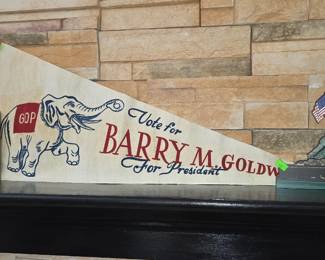 GOP
Vote for
BARRY M. GOLDW
For President